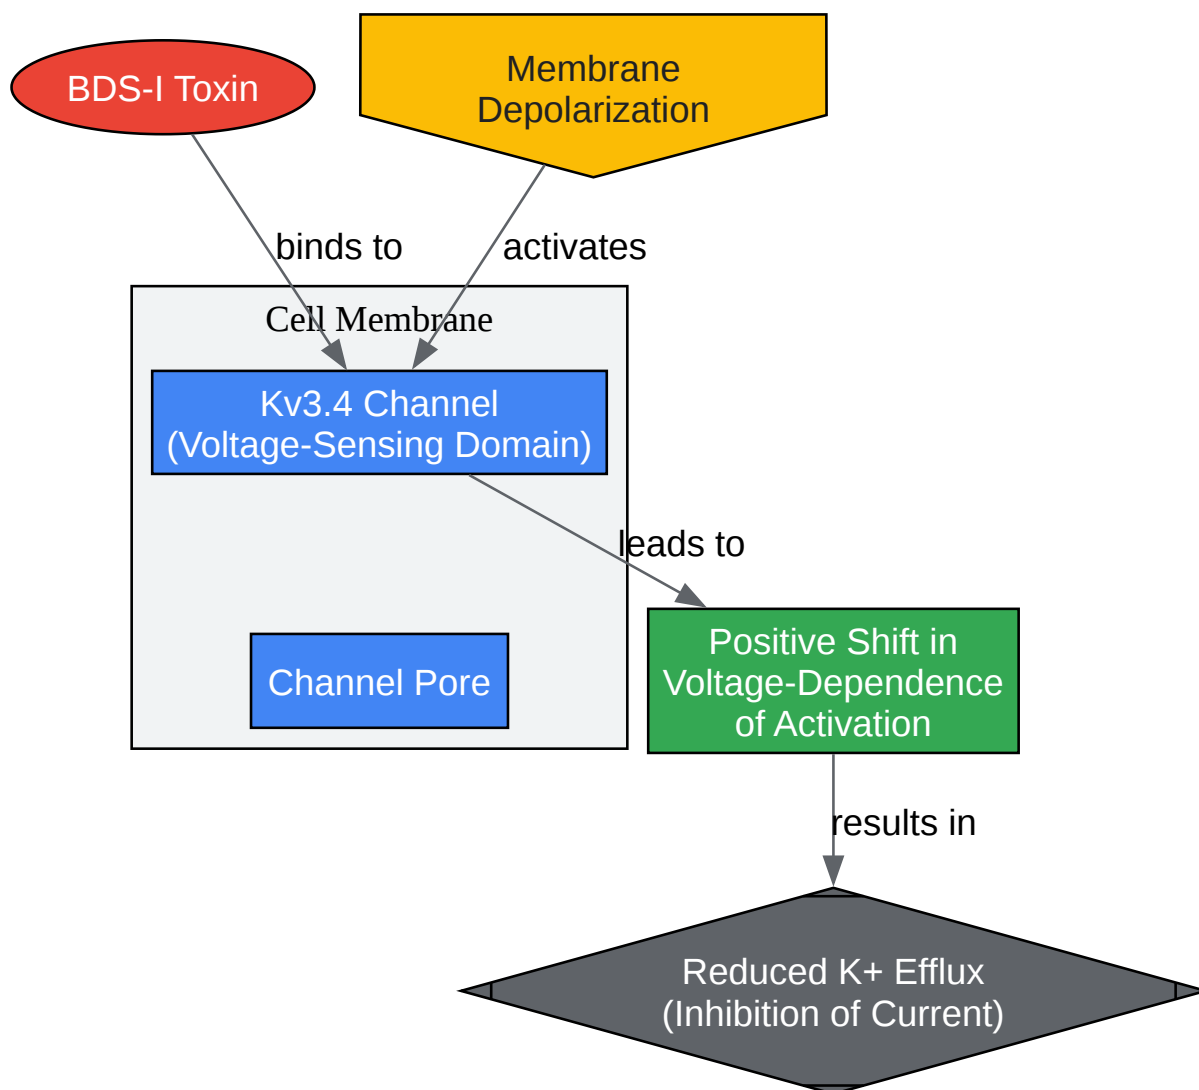 BDS-I Toxin
Membrane
Depolarization
binds to
activates
Cell Membrane
Kv3.4 Channel
(Voltage-Sensing Domain)
leads to
Channel Pore
Positive Shift in
Voltage-Dependence
of Activation
results in
Reduced K+ Efflux
(Inhibition of Current)